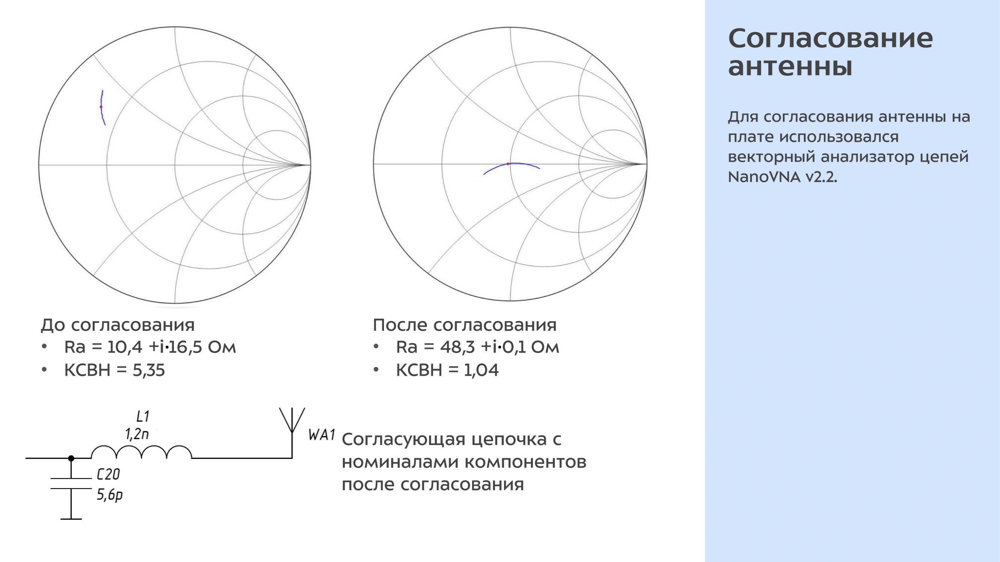 Согласование
антенны
Для согласования антенны на
плате использовался
векторный анализатор цепей
NanoVNA v2.2.
До согласования
• Ra = 10,4 +i·16,5 Ом
• КСВН = 5,35
После согласования
• Ra = 48,3 +i·0,1 Ом
• КСВН = 1,04
L1
1,2n
C20
5,6p
WA1
Согласующая цепочка с
номиналами компонентов
после согласования